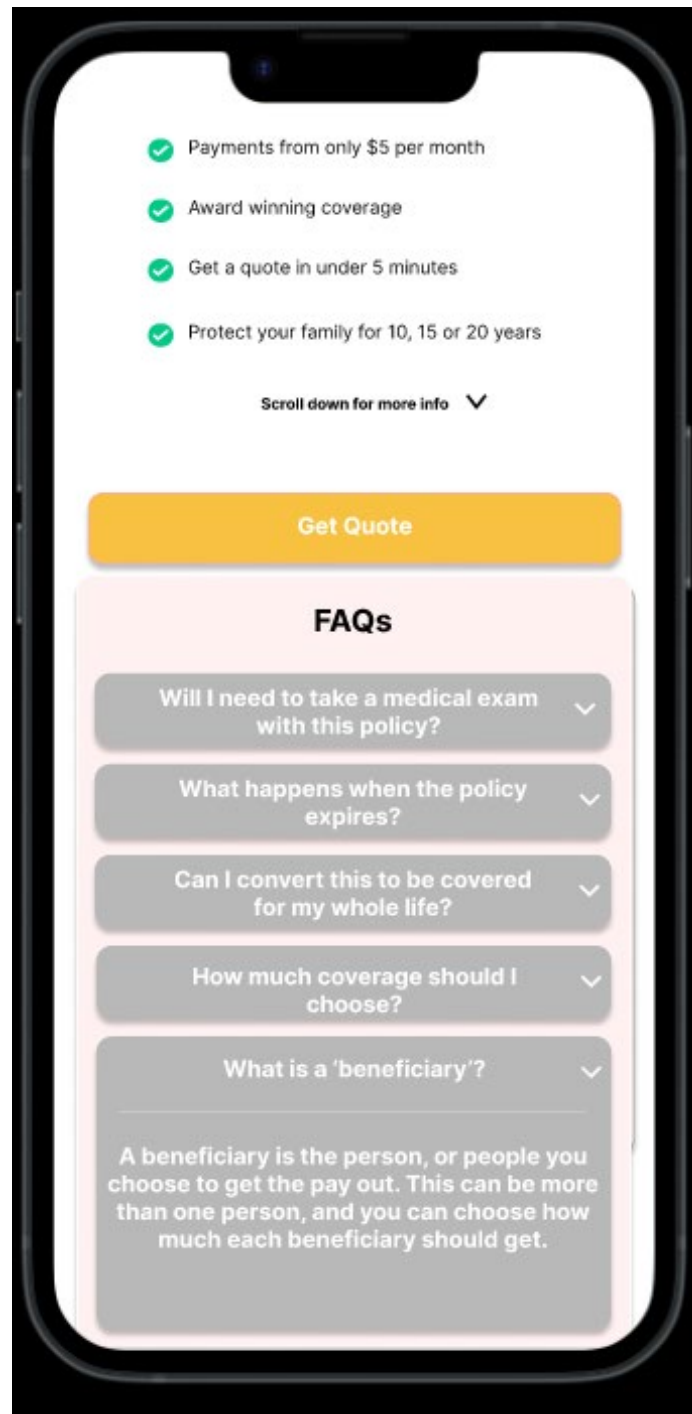 Payments from only $5 per month
Award winning coverage
Get a quote in under 5 minutes
Protect your family for 10, 15 or 20 years
Scroll down for more info
Get Quote
FAQs
Will I need to take a medical exam
with this policy?
What happens when the policy
expires?
Can I convert this to be covered
for my whole life?
How much coverage should I
choose?
What is a ‘beneficiary’?
A beneficiary is the person, or people you
choose to get the pay out. This can be more
than one person, and you can choose how
much each beneficiary should get.